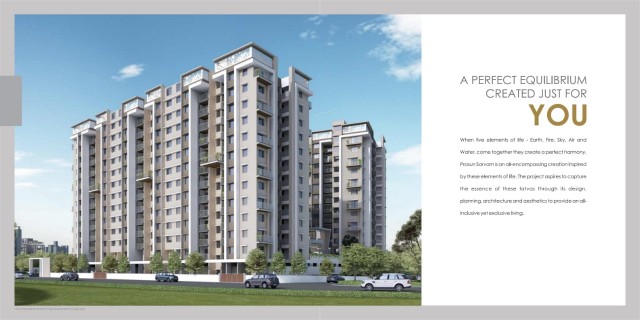 A PERFECT EQUILIBRIUM
CREATED JUST FOR
YOU
When five elements of life - Earth, Fire, Sky, Air and
Water, come together they create a perfect harmony.
Prasun Sarvam is an all-encompassing creation inspired
by these elements of life. The project aspires to capture
the essence of these tatvas through its design,
planning, architecture and aesthetics to provide an all-
inclusive yet exclusive living.